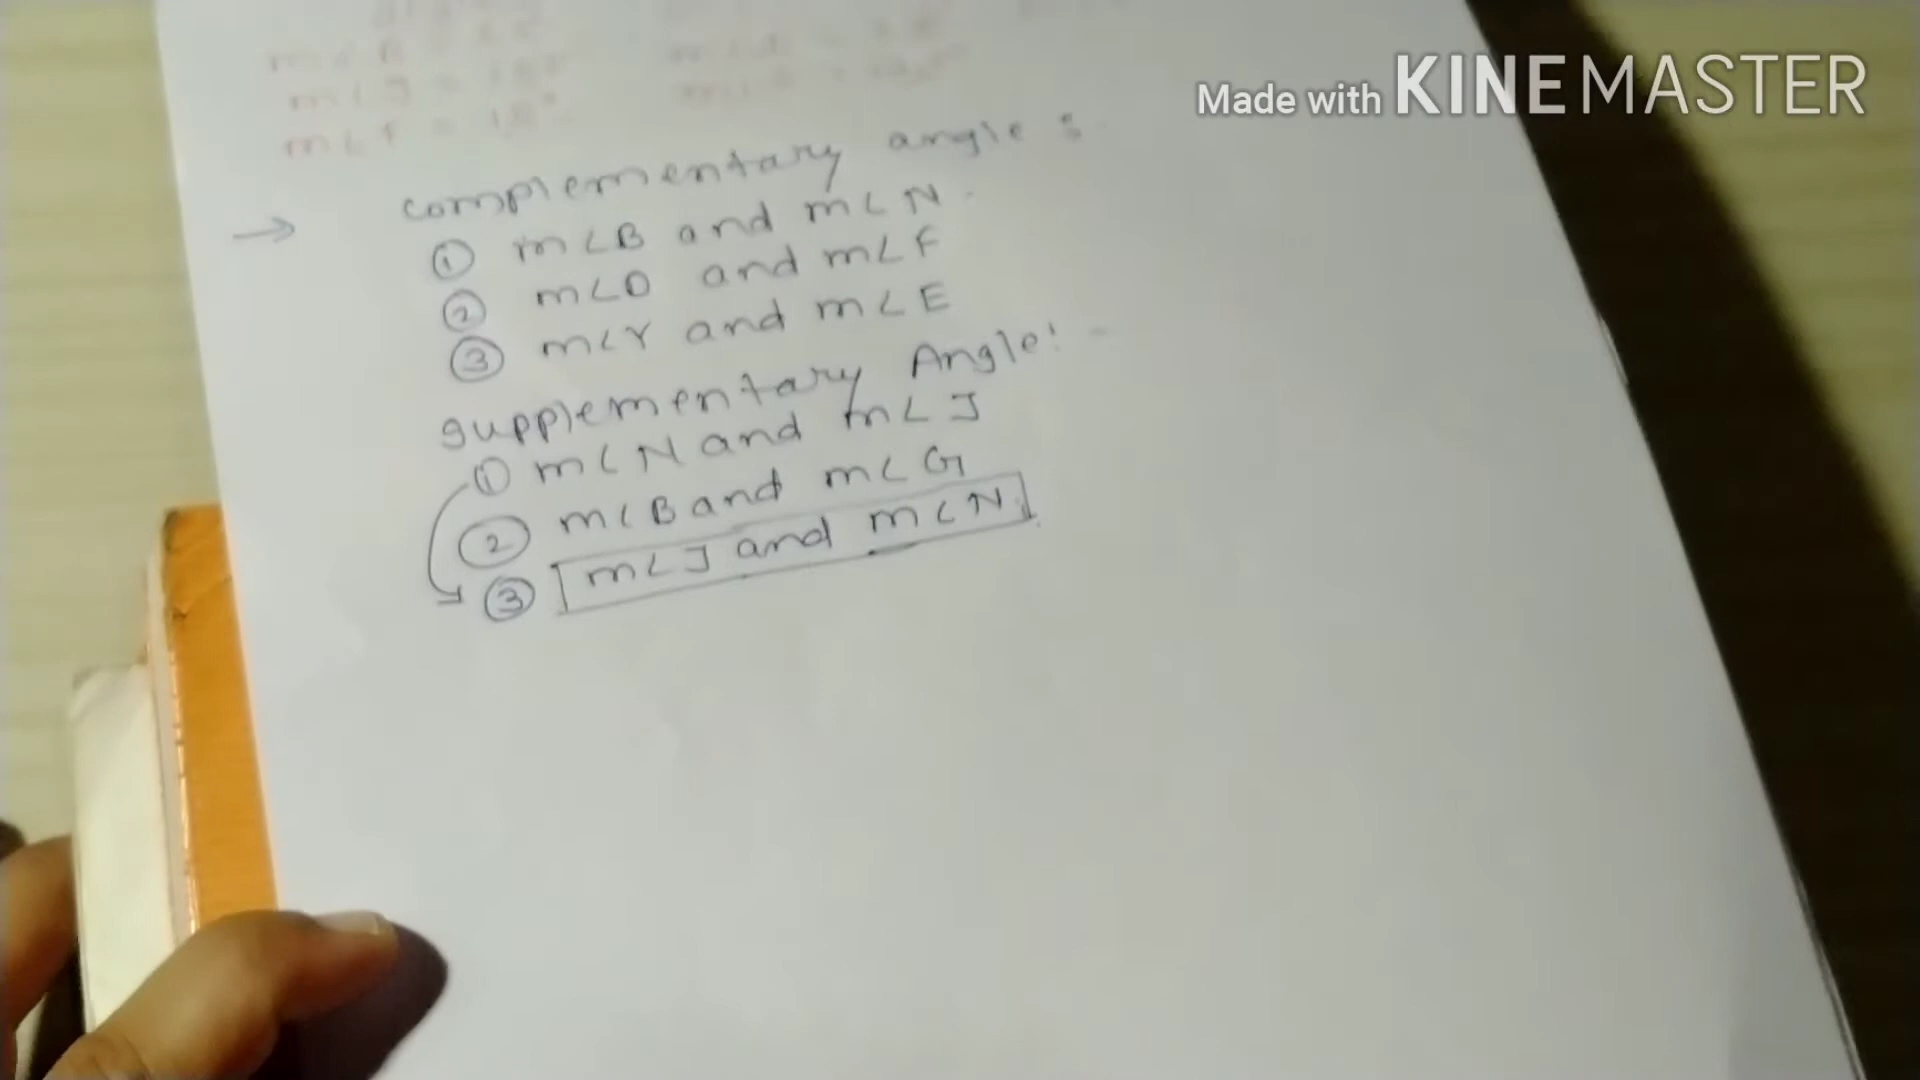 Made with KINEMASTER
complementary angle :
→ ① m∠B and m∠N.
② m∠D and m∠F
③ m∠Y and m∠E
supplementary Angle:-
① m∠N and m∠J
② m∠B and m∠G
③ m∠J and m∠N